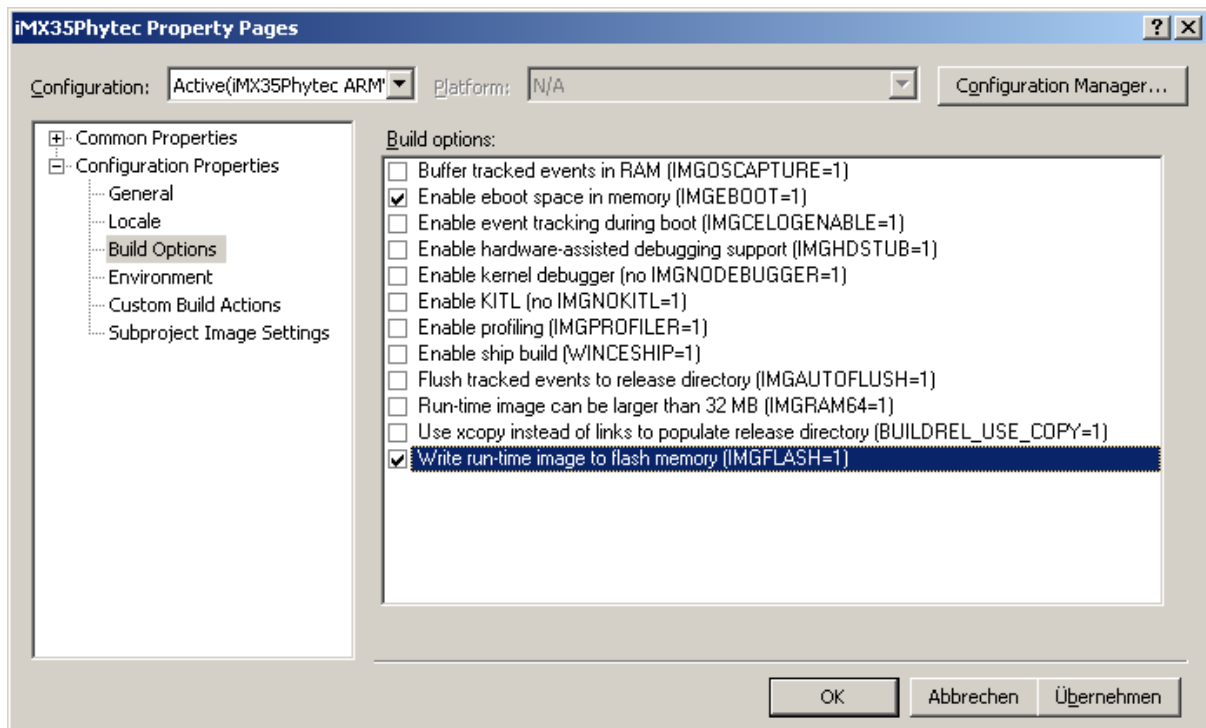 iMX35Phytec Property Pages
Configuration: Active(iMX35Phytec ARM' Platform: N/A Configuration Manager...
Common Properties
Configuration Properties
General
Locale
Build Options
Environment
Custom Build Actions
Subproject Image Settings
Build options:
Buffer tracked events in RAM (IMGOSCAPTURE=1)
Enable eboot space in memory (IMGEBOOT=1)
Enable event tracking during boot (IMGCELOGENABLE=1)
Enable hardware-assisted debugging support (IMGHDSTUB=1)
Enable kernel debugger (no IMGNODEBUGGER=1)
Enable KITL (no IMGNOKITL=1)
Enable profiling (IMGPROFILER=1)
Enable ship build (WINCESHIP=1)
Flush tracked events to release directory (IMGAUTOFLUSH=1)
Run-time image can be larger than 32 MB (IMGRAM64=1)
Use xcopy instead of links to populate release directory (BUILDREL_USE_COPY=1)
Write run-time image to flash memory (IMGFLASH=1)
OK Abbrechen Übernehmen